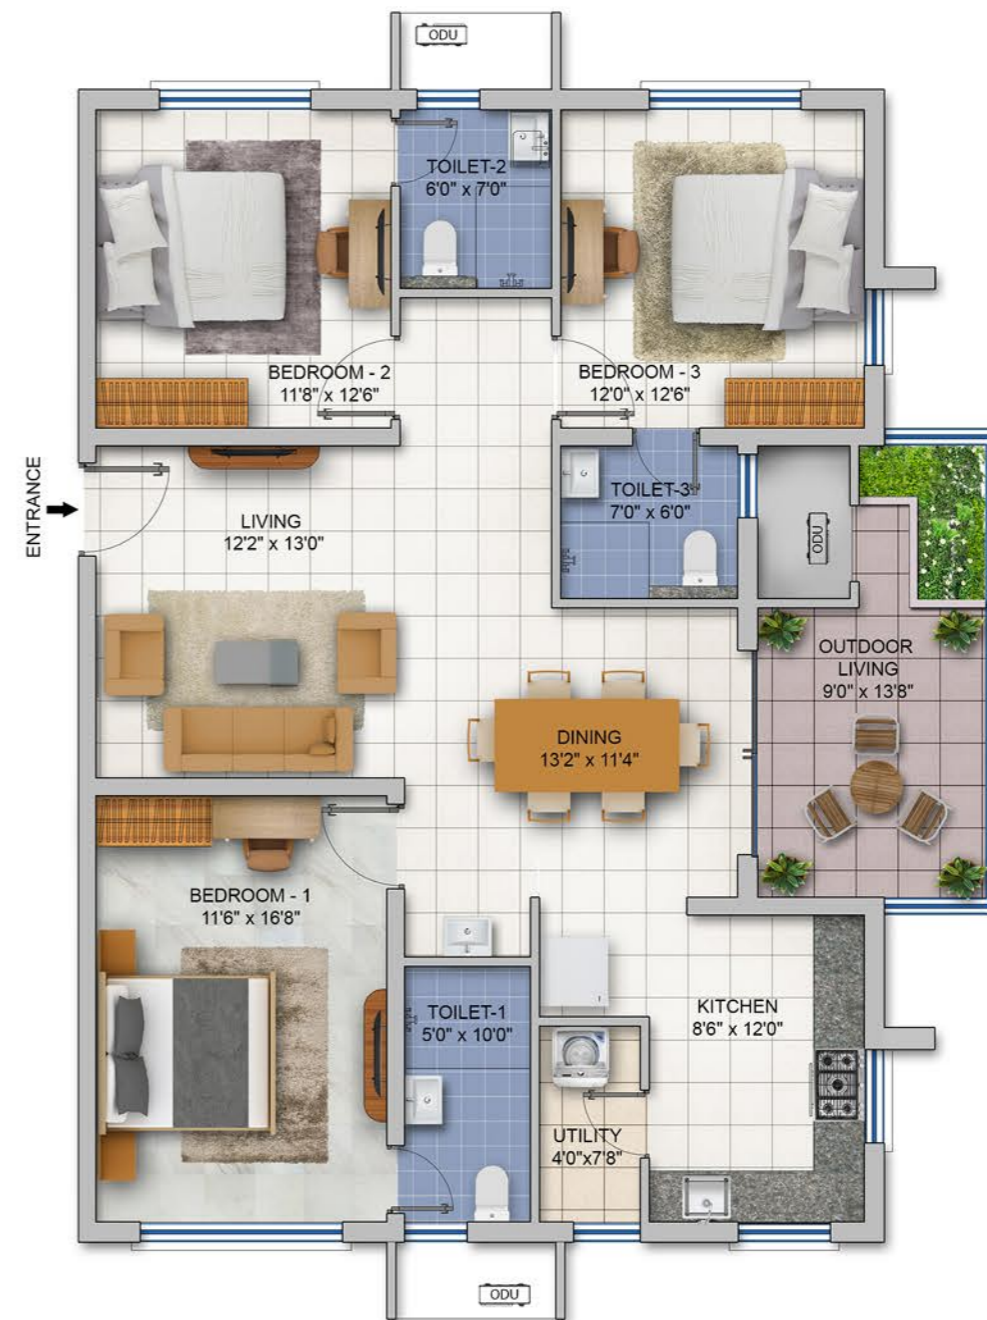 ODU
TOILET-2
6'0" x 7'0"
BEDROOM - 2
11'8" x 12'6"
BEDROOM - 3
12'0" x 12'6"
ENTRANCE
LIVING
12'2" x 13'0"
TOILET-3
7'0" x 6'0"
ODU
OUTDOOR
LIVING
9'0" x 13'8"
DINING
13'2" x 11'4"
BEDROOM - 1
11'6" x 16'8"
TOILET-1
5'0" x 10'0"
KITCHEN
8'6" x 12'0"
UTILITY
4'0"x7'8"
ODU